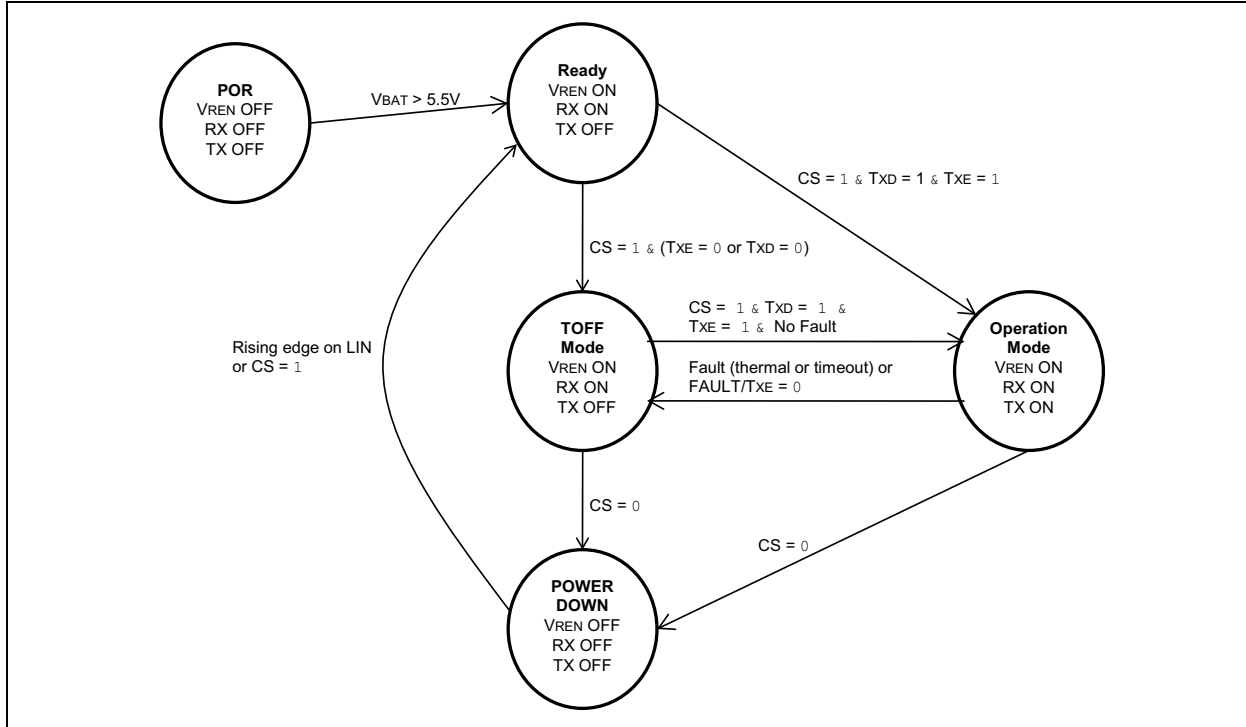 POR
VREN OFF
RX OFF
TX OFF
VBAT > 5.5V
Ready
VREN ON
RX ON
TX OFF
CS = 1 & TXD = 1 & TXE = 1
CS = 1 & (TXE = 0 or TXD = 0)
Rising edge on LIN
or CS = 1
TOFF
Mode
VREN ON
RX ON
TX OFF
CS = 1 & TXD = 1 &
TXE = 1 & No Fault
Fault (thermal or timeout) or
FAULT/TXE = 0
Operation
Mode
VREN ON
RX ON
TX ON
CS = 0
CS = 0
POWER
DOWN
VREN OFF
RX OFF
TX OFF